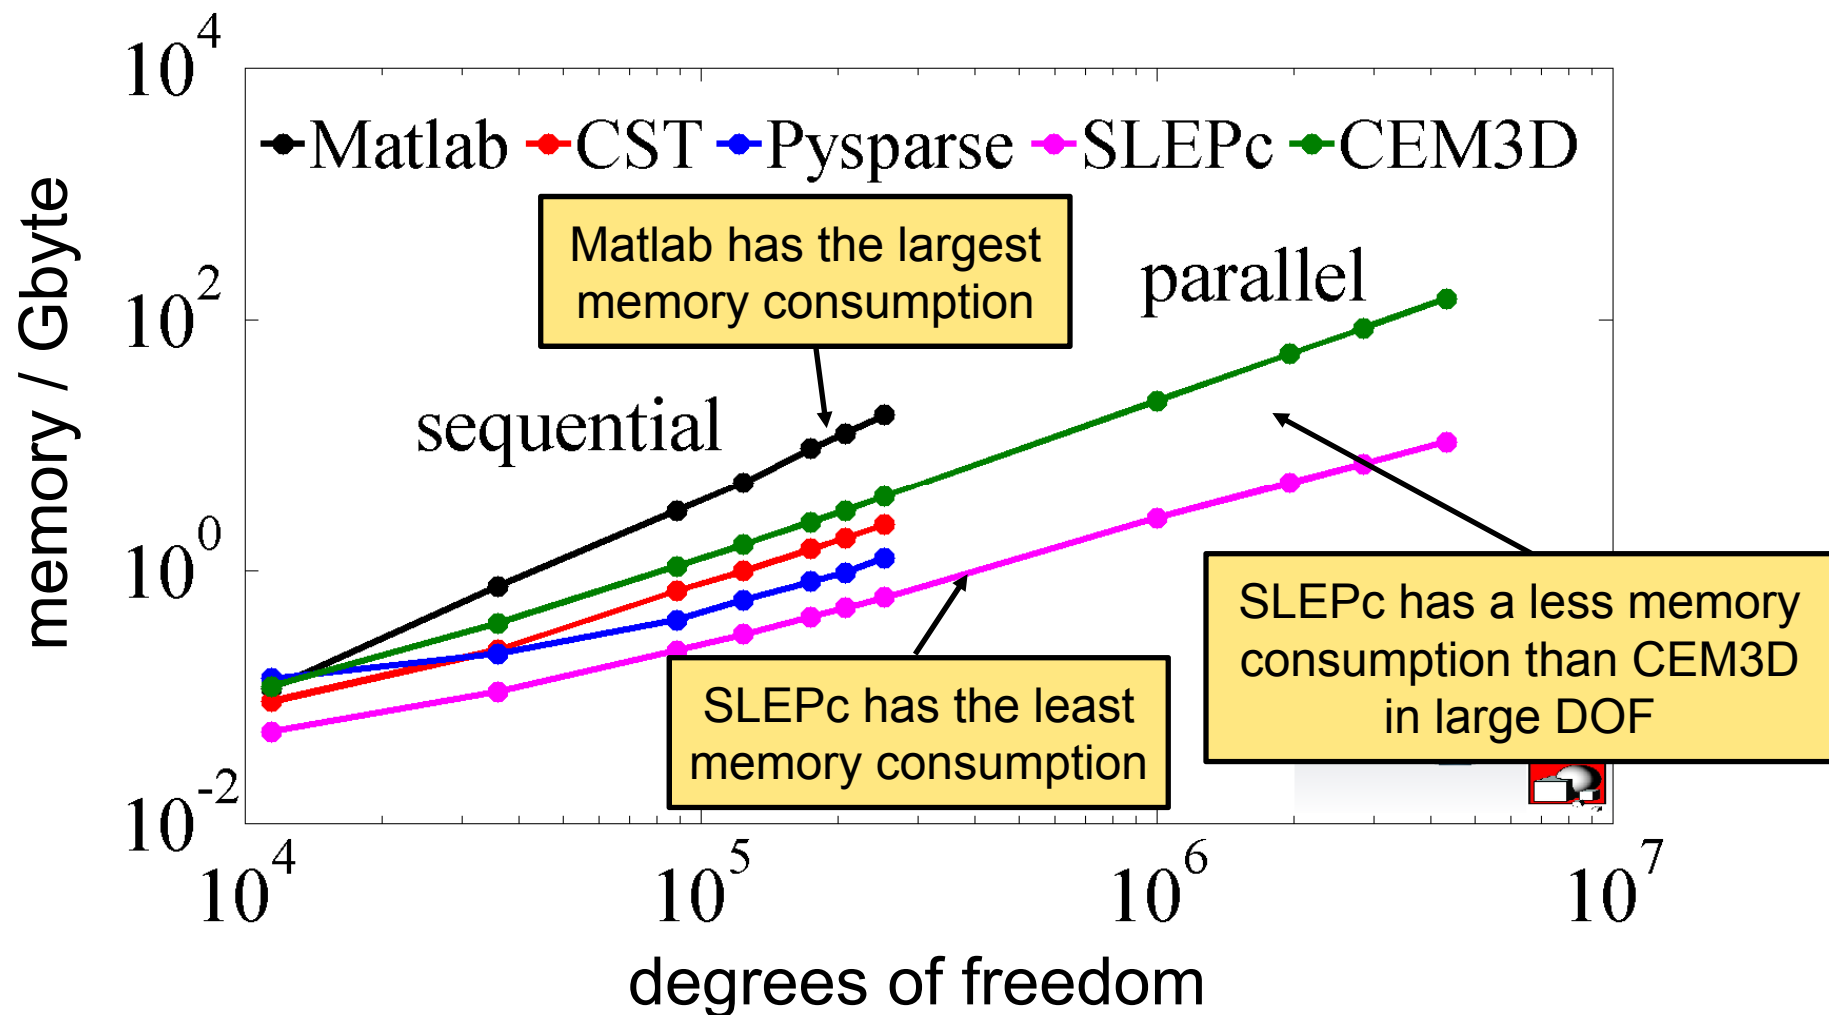 10^4
Matlab CST Pysparse SLEPc CEM3D
Matlab has the largest
memory consumption
parallel
10^2
sequential
memory / Gbyte
10^0
SLEPc has a less memory
consumption than CEM3D
in large DOF
SLEPc has the least
memory consumption
10^-2
10^4 10^5 10^6 10^7
degrees of freedom